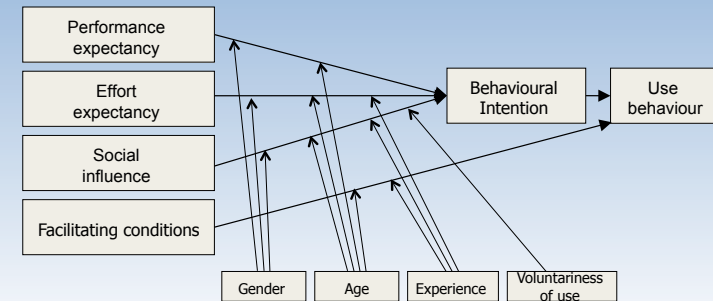 Performance
expectancy
Effort
expectancy
Behavioural
Intention
Use
behaviour
Social
influence
Facilitating conditions
Gender
Age
Experience
Voluntariness
of use